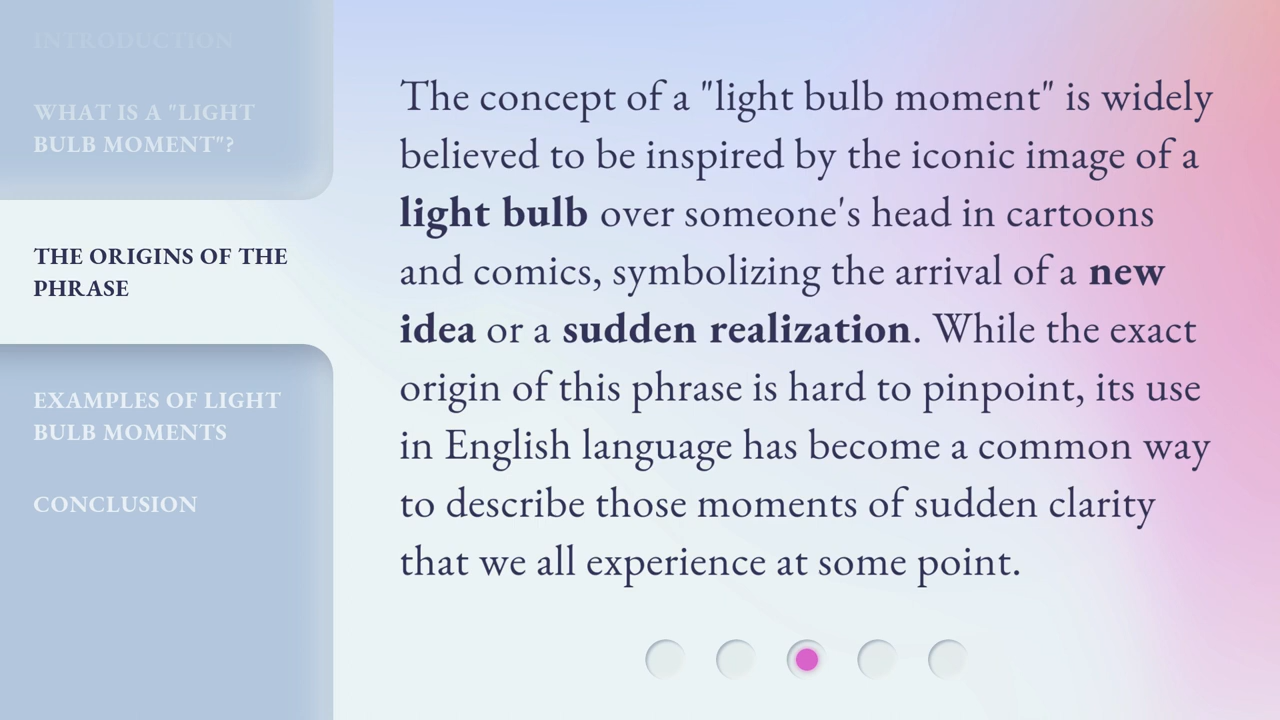 INTRODUCTION
WHAT IS A "LIGHT
BULB MOMENT"?
THE ORIGINS OF THE
PHRASE
EXAMPLES OF LIGHT
BULB MOMENTS
CONCLUSION
The concept of a "light bulb moment" is widely
believed to be inspired by the iconic image of a
light bulb over someone's head in cartoons
and comics, symbolizing the arrival of a new
idea or a sudden realization. While the exact
origin of this phrase is hard to pinpoint, its use
in English language has become a common way
to describe those moments of sudden clarity
that we all experience at some point.